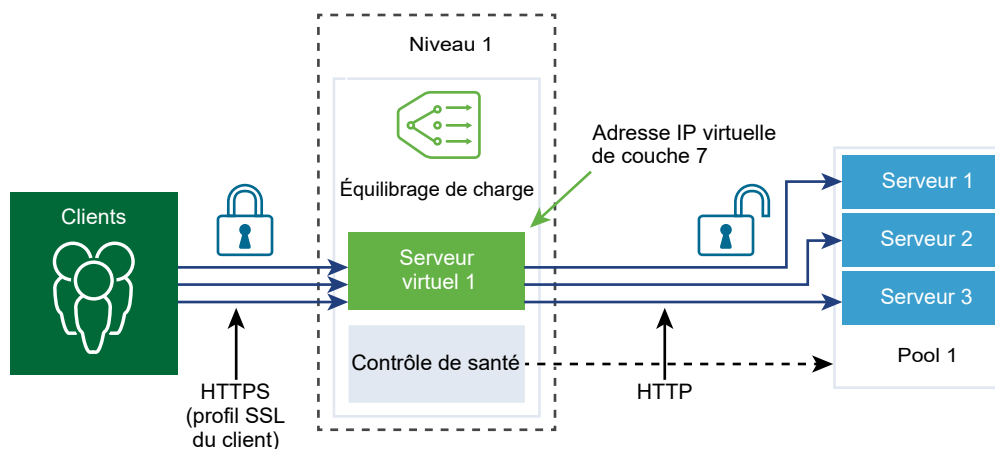 Niveau 1
Équilibrage de charge
Adresse IP virtuelle
de couche 7
Clients
Serveur
virtuel 1
Serveur 1
Serveur 2
Serveur 3
Pool 1
Contrôle de santé
HTTPS
(profil SSL
du client)
HTTP